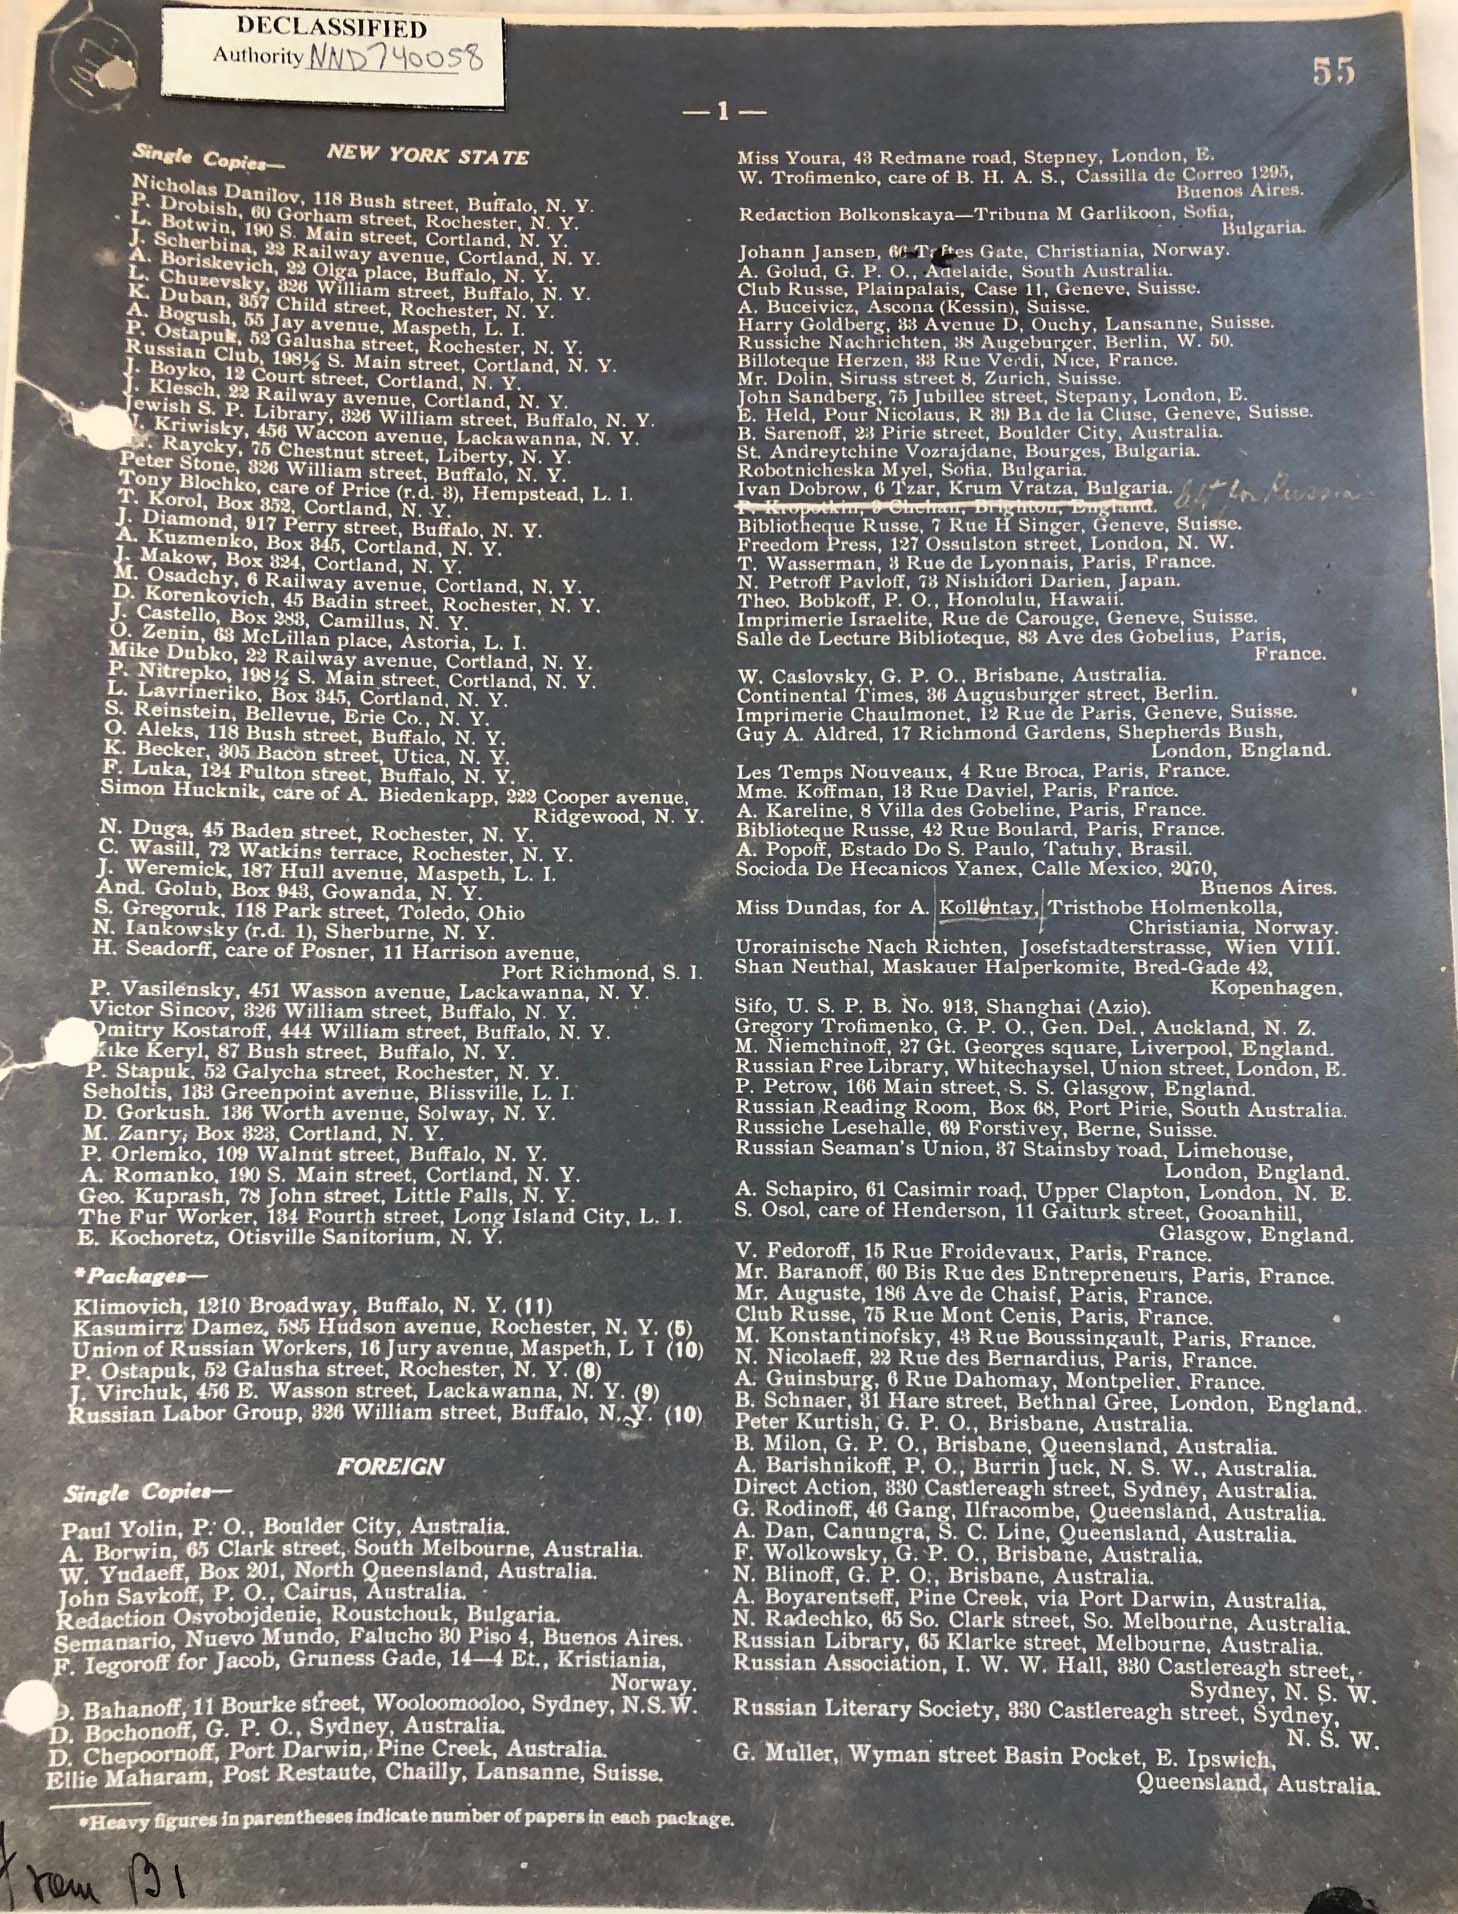 DECLASSIFIED
Authority NND740058
1917
55
— 1 —
NEW YORK STATE
Single Copies—
Nicholas Danilov, 118 Bush street, Buffalo, N. Y.
P. Drobish, 60 Gorham street, Rochester, N. Y.
L. Botwin, 190 S. Main street, Cortland, N. Y.
J. Scherbina, 22 Railway avenue, Cortland, N. Y.
A. Boriskevich, 22 Olga place, Buffalo, N. Y.
L. Chuzevsky, 326 William street, Buffalo, N. Y.
K. Duban, 357 Child street, Rochester, N. Y.
A. Bogush, 55 Jay avenue, Maspeth, L. I.
P. Ostapuk, 52 Galusha street, Rochester, N. Y.
Russian Club, 198½ S. Main street, Cortland, N. Y.
J. Boyko, 12 Court street, Cortland, N. Y.
J. Klesch, 22 Railway avenue, Cortland, N. Y.
Jewish S. P. Library, 326 William street, Buffalo, N. Y.
J. Kriwisky, 456 Waccon avenue, Lackawanna, N. Y.
Raycky, 75 Chestnut street, Liberty, N. Y.
Peter Stone, 326 William street, Buffalo, N. Y.
Tony Blochko, care of Price (r.d. 3), Hempstead, L. I.
T. Korol, Box 352, Cortland, N. Y.
J. Diamond, 917 Perry street, Buffalo, N. Y.
A. Kuzmenko, Box 345, Cortland, N. Y.
J. Makow, Box 324, Cortland, N. Y.
M. Osadchy, 6 Railway avenue, Cortland, N. Y.
D. Korenkovich, 45 Badin street, Rochester, N. Y.
J. Castello, Box 283, Camillus, N. Y.
O. Zenin, 63 McLillan place, Astoria, L. I.
Mike Dubko, 22 Railway avenue, Cortland, N. Y.
P. Nitrepko, 198½ S. Main street, Cortland, N. Y.
L. Lavrineriko, Box 345, Cortland, N. Y.
S. Reinstein, Bellevue, Erie Co., N. Y.
O. Aleks, 118 Bush street, Buffalo, N. Y.
K. Becker, 305 Bacon street, Utica, N. Y.
F. Luka, 124 Fulton street, Buffalo, N. Y.
Simon Hucknik, care of A. Biedenkapp, 222 Cooper avenue,
Ridgewood, N. Y.
N. Duga, 45 Baden street, Rochester, N. Y.
C. Wasill, 72 Watkins terrace, Rochester, N. Y.
J. Weremick, 187 Hull avenue, Maspeth, L. I.
And. Golub, Box 943, Gowanda, N. Y.
S. Gregoruk, 118 Park street, Toledo, Ohio
N. Iankowsky (r.d. 1), Sherburne, N. Y.
H. Seadorff, care of Posner, 11 Harrison avenue,
Port Richmond, S. I.
P. Vasilensky, 451 Wasson avenue, Lackawanna, N. Y.
Victor Sincov, 326 William street, Buffalo, N. Y.
Dmitry Kostaroff, 444 William street, Buffalo, N. Y.
Mike Keryl, 87 Bush street, Buffalo, N. Y.
P. Stapuk, 52 Galycha street, Rochester, N. Y.
Seholtis, 133 Greenpoint avenue, Blissville, L. I.
D. Gorkush, 136 Worth avenue, Solway, N. Y.
M. Zanry, Box 323, Cortland, N. Y.
P. Orlemko, 109 Walnut street, Buffalo, N. Y.
A. Romanko, 190 S. Main street, Cortland, N. Y.
Geo. Kuprash, 78 John street, Little Falls, N. Y.
The Fur Worker, 134 Fourth street, Long Island City, L. I.
E. Kochoretz, Otisville Sanitorium, N. Y.
*Packages—
Klimovich, 1210 Broadway, Buffalo, N. Y. (11)
Kasumirrz Damez, 585 Hudson avenue, Rochester, N. Y. (5)
Union of Russian Workers, 16 Jury avenue, Maspeth, L I (10)
P. Ostapuk, 52 Galusha street, Rochester, N. Y. (8)
J. Virchuk, 456 E. Wasson street, Lackawanna, N. Y. (9)
Russian Labor Group, 326 William street, Buffalo, N. Y. (10)
FOREIGN
Single Copies—
Paul Yolin, P. O., Boulder City, Australia.
A. Borwin, 65 Clark street, South Melbourne, Australia.
W. Yudaeff, Box 201, North Queensland, Australia.
John Savkoff, P. O., Cairus, Australia.
Redaction Osvobojdenie, Roustchouk, Bulgaria.
Semanario, Nuevo Mundo, Falucho 30 Piso 4, Buenos Aires.
F. Iegoroff for Jacob, Gruness Gade, 14—4 Et., Kristiania,
Norway.
D. Bahanoff, 11 Bourke street, Wooloomooloo, Sydney, N.S.W.
D. Bochonoff, G. P. O., Sydney, Australia.
D. Chepoornoff, Port Darwin, Pine Creek, Australia.
Ellie Maharam, Post Restaute, Chailly, Lansanne, Suisse.
*Heavy figures in parentheses indicate number of papers in each package.
from B1
Miss Youra, 43 Redmane road, Stepney, London, E.
W. Trofimenko, care of B. H. A. S., Cassilla de Correo 1295,
Buenos Aires.
Redaction Bolkonskaya—Tribuna M Garlikoon, Sofia,
Bulgaria.
Johann Jansen, Gate, Christiania, Norway.
A. Golud, G. P. O., Adelaide, South Australia.
Club Russe, Plainpalais, Case 11, Geneve, Suisse.
A. Buceivicz, Ascona (Kessin), Suisse.
Harry Goldberg, 33 Avenue D, Ouchy, Lansanne, Suisse.
Russiche Nachrichten, 38 Augeburger, Berlin, W. 50.
Billoteque Herzen, 33 Rue Verdi, Nice, France.
Mr. Dolin, Siruss street 8, Zurich, Suisse.
John Sandberg, 75 Jubillee street, Stepany, London, E.
E. Held, Pour Nicolaus, R 39 Ba de la Cluse, Geneve, Suisse.
B. Sarenoff, 23 Pirie street, Boulder City, Australia.
St. Andreytchine Vozrajdane, Bourges, Bulgaria.
Robotnicheska Myel, Sofia, Bulgaria.
Ivan Dobrow, 6 Tzar, Krum Vratza, Bulgaria.
P. Kropotkin, 9 Chehan, Brighton, England. left for Russia
Bibliotheque Russe, 7 Rue H Singer, Geneve, Suisse.
Freedom Press, 127 Ossulston street, London, N. W.
T. Wasserman, 3 Rue de Lyonnais, Paris, France.
N. Petroff Pavloff, 73 Nishidori Darien, Japan.
Theo. Bobkoff, P. O., Honolulu, Hawaii.
Imprimerie Israelite, Rue de Carouge, Geneve, Suisse.
Salle de Lecture Biblioteque, 83 Ave des Gobelius, Paris,
France.
W. Caslovsky, G. P. O., Brisbane, Australia.
Continental Times, 36 Augusburger street, Berlin.
Imprimerie Chaulmonet, 12 Rue de Paris, Geneve, Suisse.
Guy A. Aldred, 17 Richmond Gardens, Shepherds Bush,
London, England.
Les Temps Nouveaux, 4 Rue Broca, Paris, France.
Mme. Koffman, 13 Rue Daviel, Paris, France.
A. Kareline, 8 Villa des Gobeline, Paris, France.
Biblioteque Russe, 42 Rue Boulard, Paris, France.
A. Popoff, Estado Do S. Paulo, Tatuhy, Brasil.
Socioda De Hecanicos Yanex, Calle Mexico, 2070,
Buenos Aires.
Miss Dundas, for A. Kollontay, Tristhobe Holmenkolla,
Christiania, Norway.
Urorainische Nach Richten, Josefstadterstrasse, Wien VIII.
Shan Neuthal, Maskauer Halperkomite, Bred-Gade 42,
Kopenhagen,
Sifo, U. S. P. B. No. 913, Shanghai (Azio).
Gregory Trofimenko, G. P. O., Gen. Del., Auckland, N. Z.
M. Niemchinoff, 27 Gt. Georges square, Liverpool, England.
Russian Free Library, Whitechaysel, Union street, London, E.
P. Petrow, 166 Main street, S. S. Glasgow, England.
Russian Reading Room, Box 68, Port Pirie, South Australia.
Russiche Lesehalle, 69 Forstivey, Berne, Suisse.
Russian Seaman's Union, 37 Stainsby road, Limehouse,
London, England.
A. Schapiro, 61 Casimir road, Upper Clapton, London, N. E.
S. Osol, care of Henderson, 11 Gaiturk street, Gooanhill,
Glasgow, England.
V. Fedoroff, 15 Rue Froidevaux, Paris, France.
Mr. Baranoff, 60 Bis Rue des Entrepreneurs, Paris, France.
Mr. Auguste, 186 Ave de Chaisf, Paris, France.
Club Russe, 75 Rue Mont Cenis, Paris, France.
M. Konstantinofsky, 43 Rue Boussingault, Paris, France.
N. Nicolaeff, 22 Rue des Bernardius, Paris, France.
A. Guinsburg, 6 Rue Dahomay, Montpelier, France.
B. Schnaer, 31 Hare street, Bethnal Gree, London, England.
Peter Kurtish, G. P. O., Brisbane, Australia.
B. Milon, G. P. O., Brisbane, Queensland, Australia.
A. Barishnikoff, P. O., Burrin Juck, N. S. W., Australia.
Direct Action, 330 Castlereagh street, Sydney, Australia.
G. Rodinoff, 46 Gang, Ilfracombe, Queensland, Australia.
A. Dan, Canungra, S. C. Line, Queensland, Australia.
F. Wolkowsky, G. P. O., Brisbane, Australia.
N. Blinoff, G. P. O., Brisbane, Australia.
A. Boyarentseff, Pine Creek, via Port Darwin, Australia.
N. Radechko, 65 So. Clark street, So. Melbourne, Australia.
Russian Library, 65 Klarke street, Melbourne, Australia.
Russian Association, I. W. W. Hall, 330 Castlereagh street,
Sydney, N. S. W.
Russian Literary Society, 330 Castlereagh street, Sydney,
N. S. W.
G. Muller, Wyman street Basin Pocket, E. Ipswich,
Queensland, Australia.